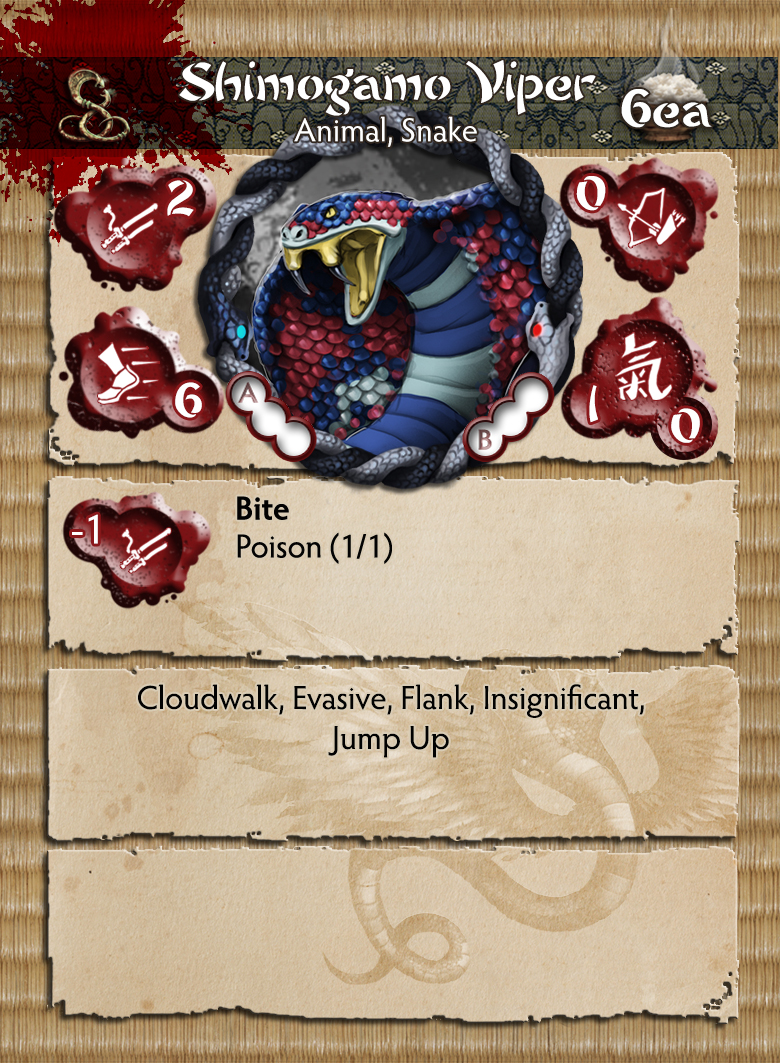 Shimogamo Viper
6ea
Animal, Snake
2
0
6
A
B
氣
1
0
-1
Bite
Poison (1/1)
Cloudwalk, Evasive, Flank, Insignificant,
Jump Up